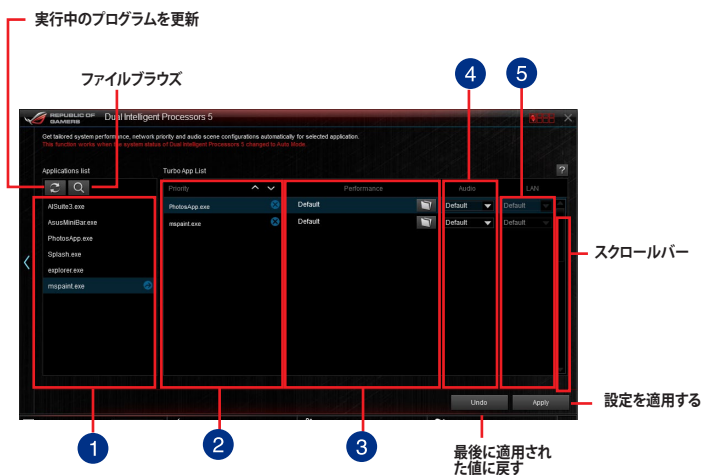 実行中のプログラムを更新
ファイルブラウズ
4
5
REPUBLIC OF
GAMERS
Dual Intelligent Processors 5
Get tailored system performance, network priority and audio scene configurations automatically for selected application.
This function works when the system status of Dual Intelligent Processors 5 changed to Auto Mode.
Applications list
Turbo App List
?
Priority
Performance
Audio
LAN
AISuite3.exe
PhotosApp.exe
Default
Default
Default
AsusMiniBar.exe
mspaint.exe
Default
Default
Default
PhotosApp.exe
Splash.exe
explorer.exe
mspaint.exe
スクロールバー
Undo
Apply
設定を適用する
1
2
3
最後に適用され
た値に戻す